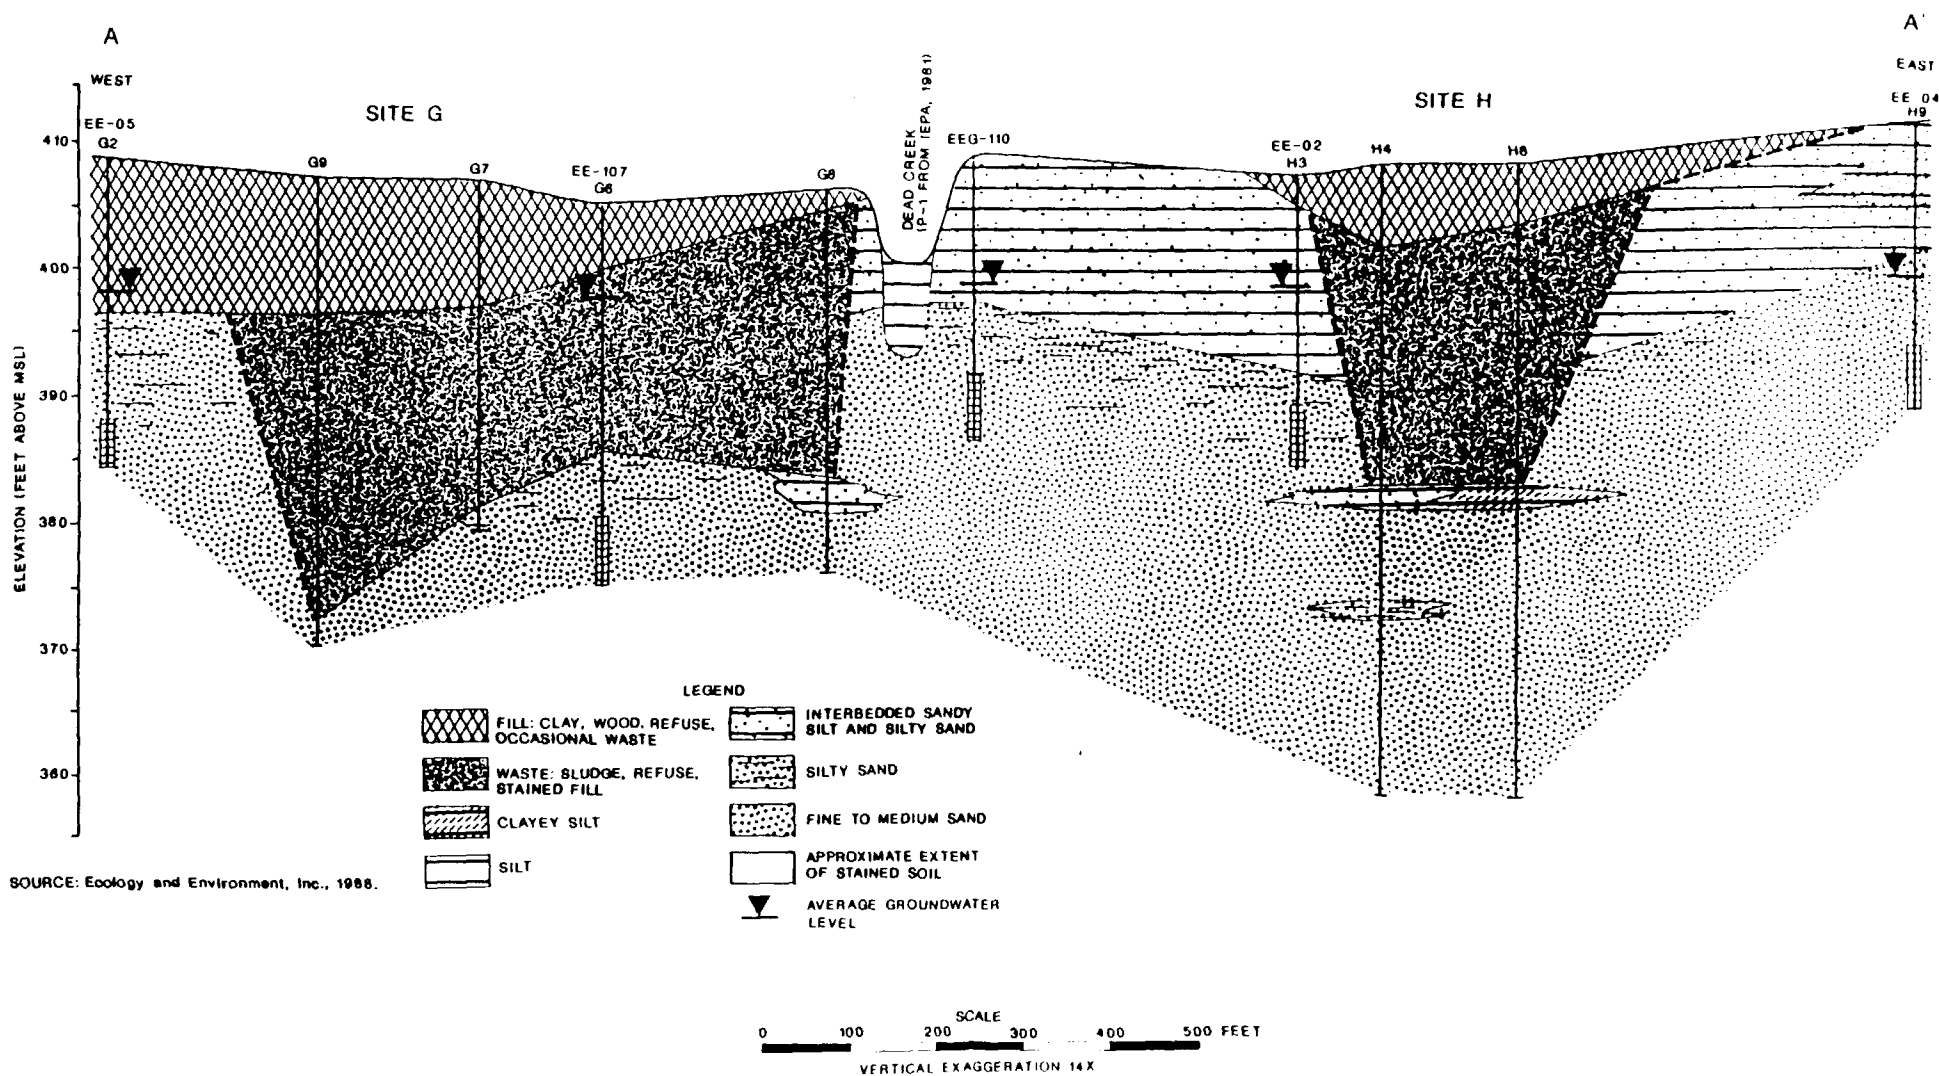 A
A'
WEST
EAST
SITE G
SITE H
EE-05
G2
G9
G7
EE-107
G6
G8
DEAD CREEK
(P-1 FROM IEPA, 1981)
EEG-110
EE-02
H3
H4
H8
EE 04
H9
ELEVATION (FEET ABOVE MSL)
410
400
390
380
370
360
LEGEND
FILL: CLAY, WOOD, REFUSE,
OCCASIONAL WASTE
WASTE: SLUDGE, REFUSE,
STAINED FILL
CLAYEY SILT
SILT
INTERBEDDED SANDY
SILT AND SILTY SAND
SILTY SAND
FINE TO MEDIUM SAND
APPROXIMATE EXTENT
OF STAINED SOIL
AVERAGE GROUNDWATER
LEVEL
SOURCE: Ecology and Environment, Inc., 1988.
SCALE
0 100 200 300 400 500 FEET
VERTICAL EXAGGERATION 14X